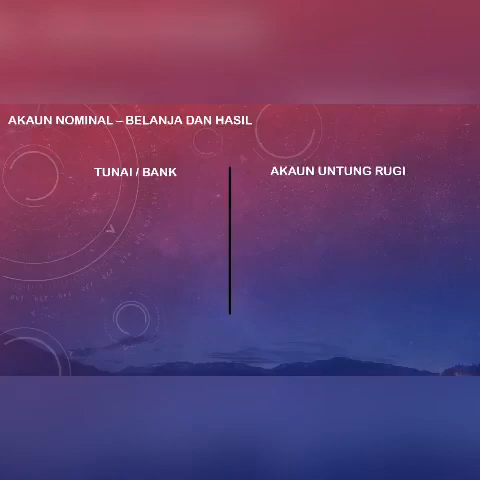 AKAUN NOMINAL – BELANJA DAN HASIL
TUNAI / BANK
AKAUN UNTUNG RUGI